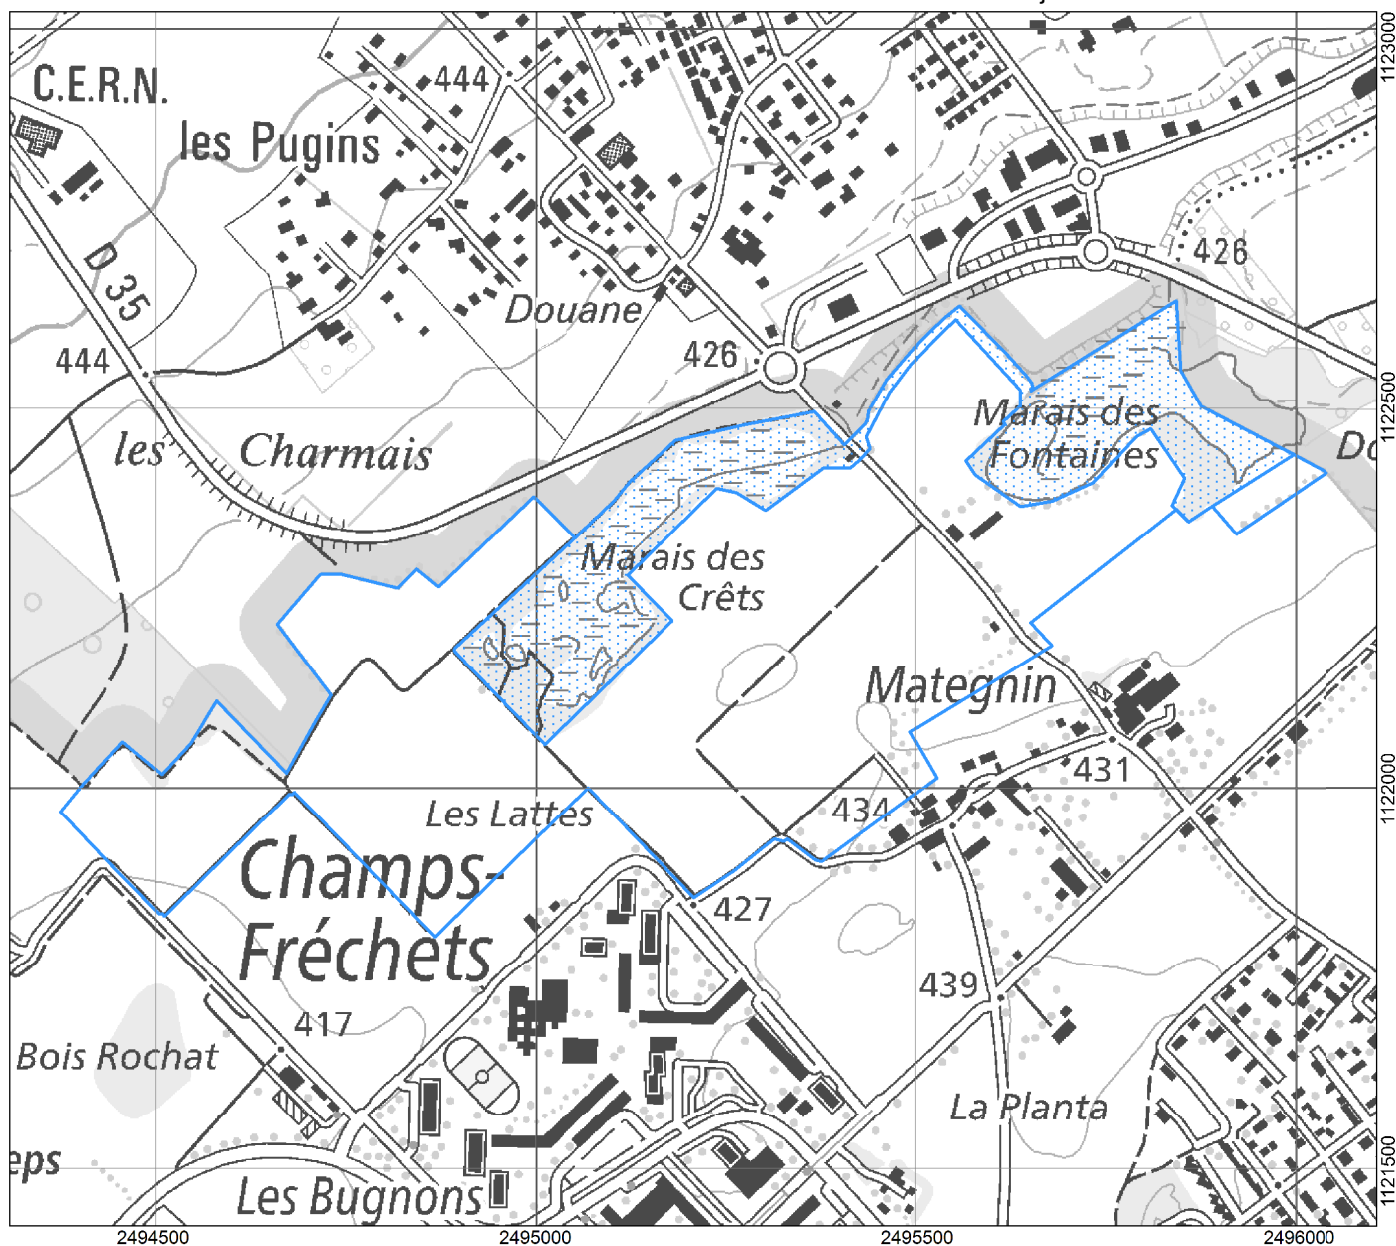 1123000
C.E.R.N.
444
les Pugins
D 35
426
Douane
426
444
1122500
Marais des
Fontaines
les Charmais
Marais des
Crêts
Mategnin
1122000
431
434
Les Lattes
Champs-
Fréchets
427
439
417
Bois Rochat
La Planta
eps
1121500
Les Bugnons
2494500
2495000
2495500
2496000